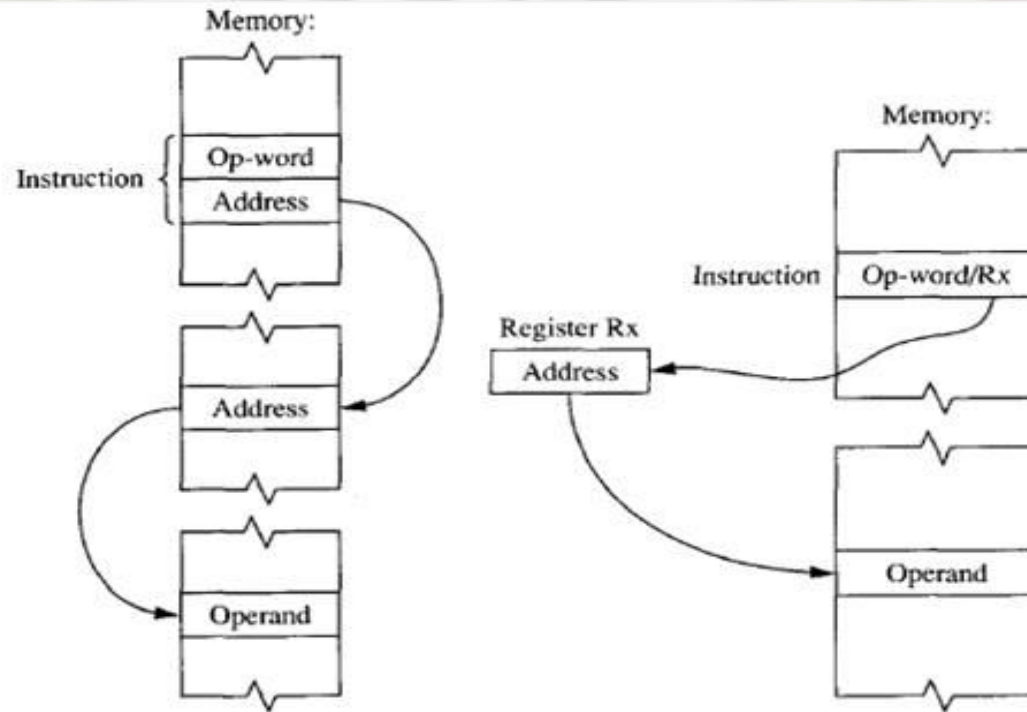 Memory:
Op-word
Instruction
Address
Address
Operand
Memory:
Instruction
Op-word/Rx
Register Rx
Address
Operand